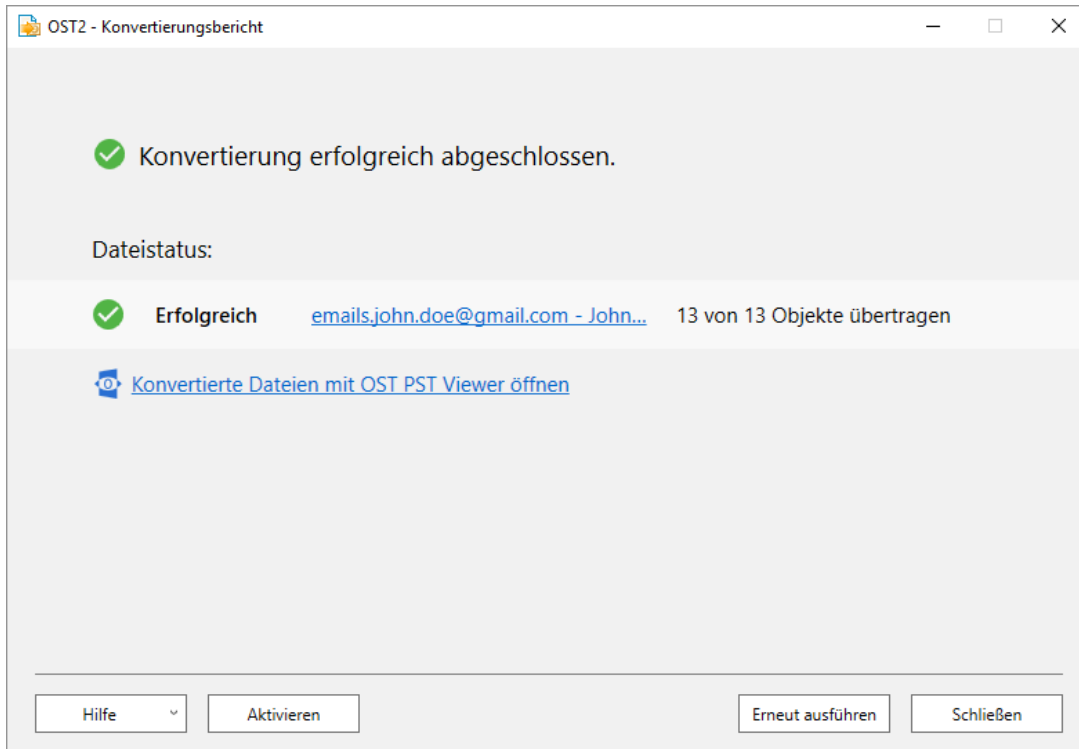 OST2 - Konvertierungsbericht
Konvertierung erfolgreich abgeschlossen.
Dateistatus:
Erfolgreich emails.john.doe@gmail.com - John... 13 von 13 Objekte übertragen
Konvertierte Dateien mit OST PST Viewer öffnen
Hilfe Aktivieren Erneut ausführen Schließen